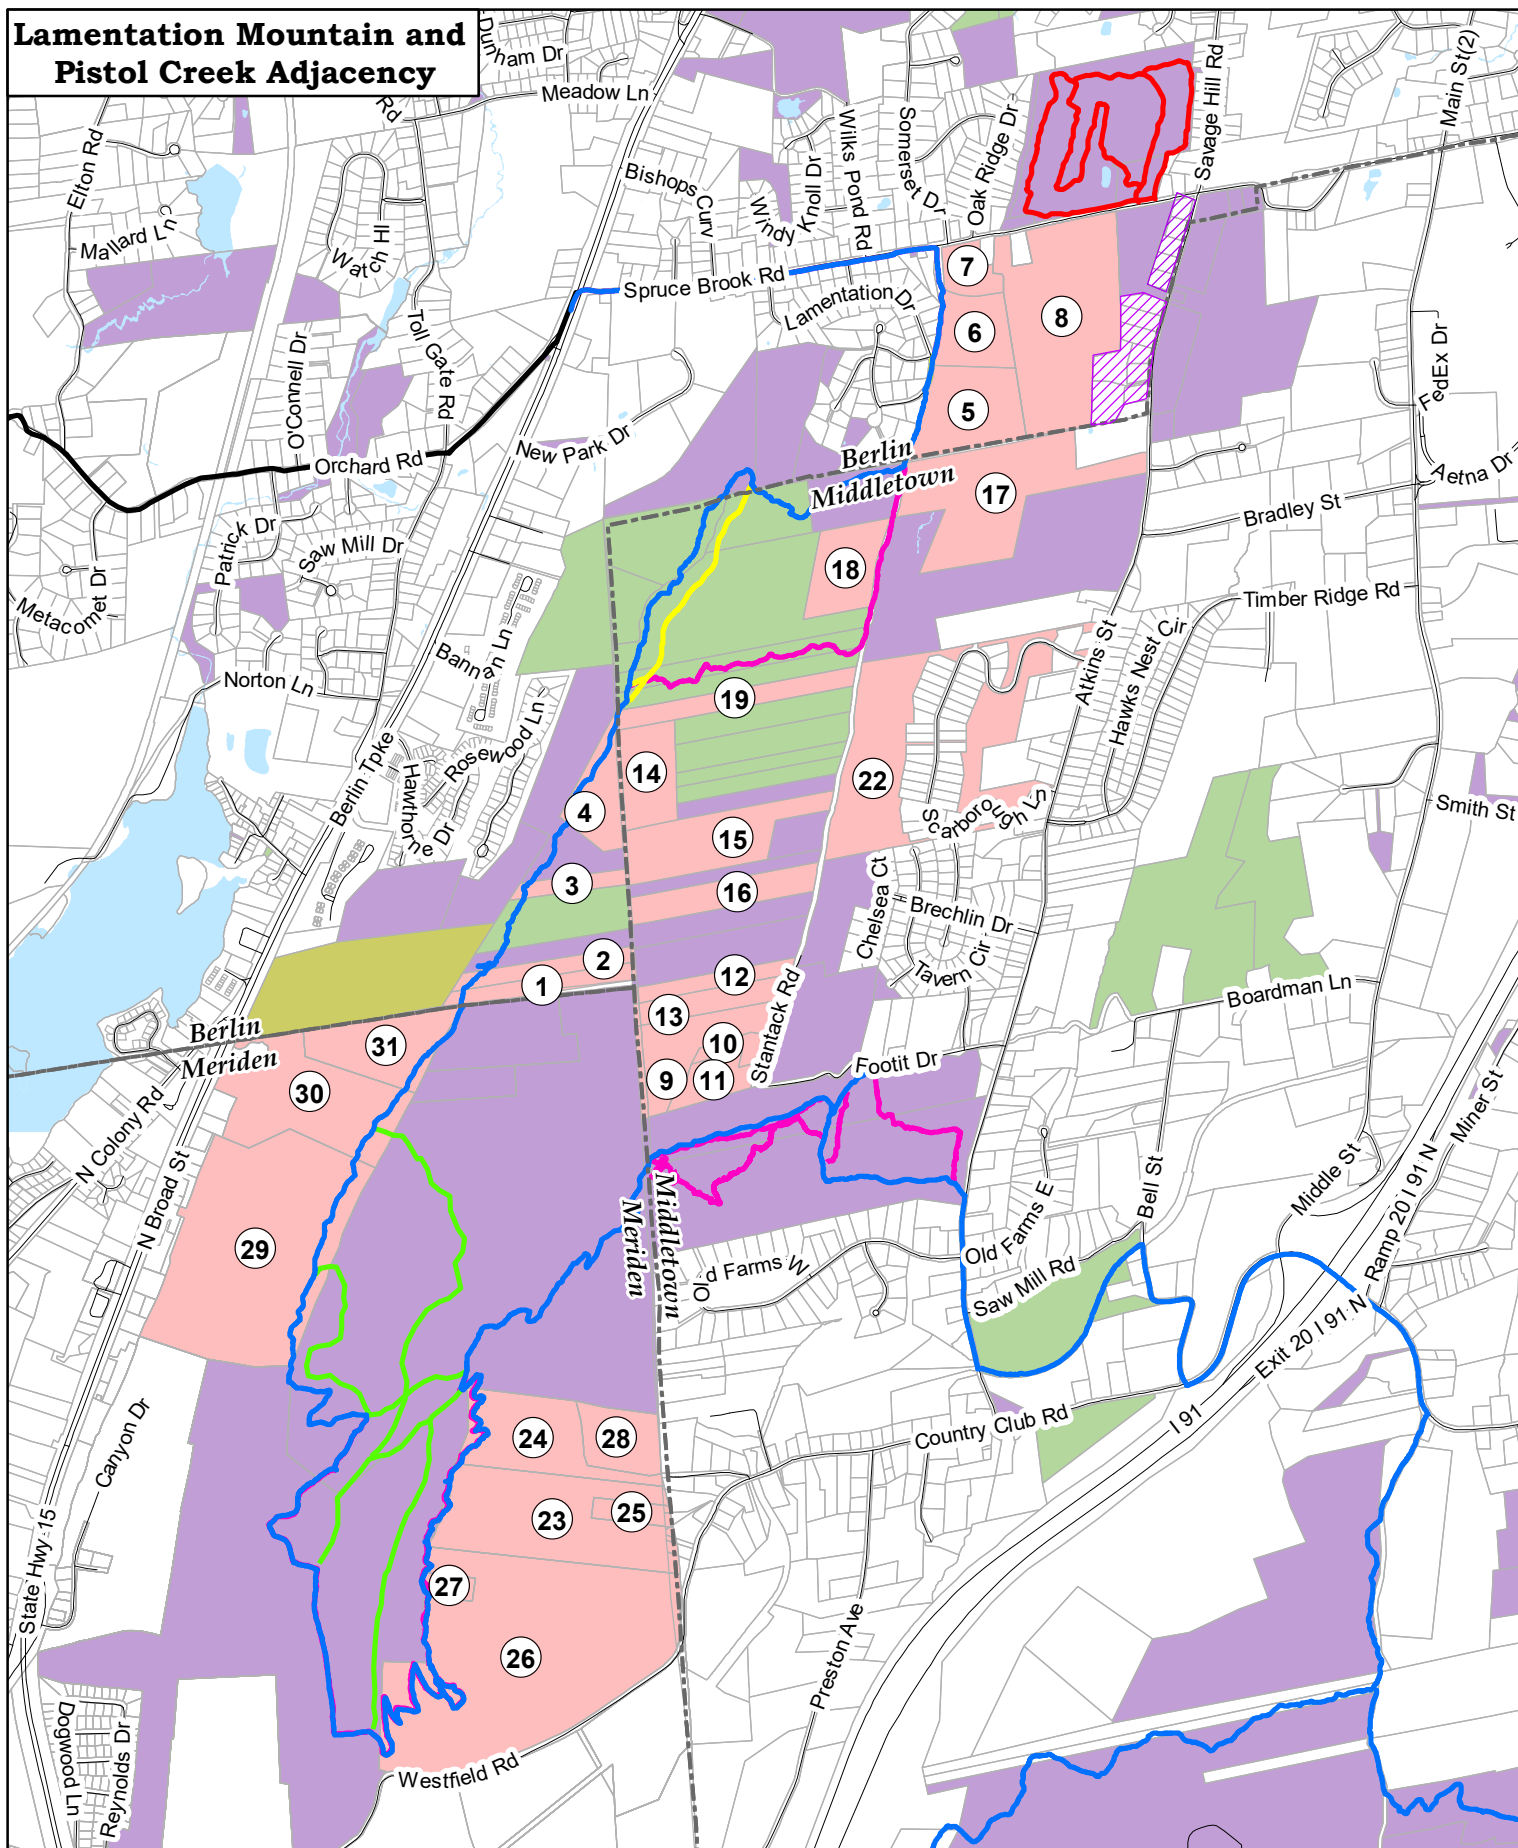 Lamentation Mountain and
Pistol Creek Adjacency
Dunham Dr
Meadow Ln
Rd
Elton Rd
Mallard Ln
Watch Hl
Bishops Curv
Windy Knoll Dr
Wilks Pond Rd
Somerset Dr
Oak Ridge Dr
Savage Hill Rd
Main St(2)
Spruce Brook Rd
Lamentation Dr
Toll Gate Rd
O'Connell Dr
Orchard Rd
New Park Dr
7
6
8
5
Berlin
Middletown
17
18
FedEx Dr
Aetna Dr
Bradley St
Timber Ridge Rd
Patrick Dr
Saw Mill Dr
Metacomet Dr
Norton Ln
Bannan Ln
Rosewood Ln
Hawthorne Dr
Berlin Tpke
Atkins St
Hawks Nest Cir
Scarborough Ln
Smith St
19
14
22
4
15
3
16
Chelsea Ct
Brechlin Dr
Tavern Cir
2
1
12
13
10
9
11
Stantack Rd
Footit Dr
Boardman Ln
Berlin
Meriden
31
30
29
N Colony Rd
N Broad St
Middletown
Meriden
Old Farms W
Old Farms E
Saw Mill Rd
Bell St
Middle St
Miner St
Ramp 20 I 91 N
Exit 20 I 91 N
I 91
Country Club Rd
24
28
23
25
27
26
Canyon Dr
State Hwy 15
Preston Ave
Westfield Rd
Dogwood Ln
Reynolds Dr